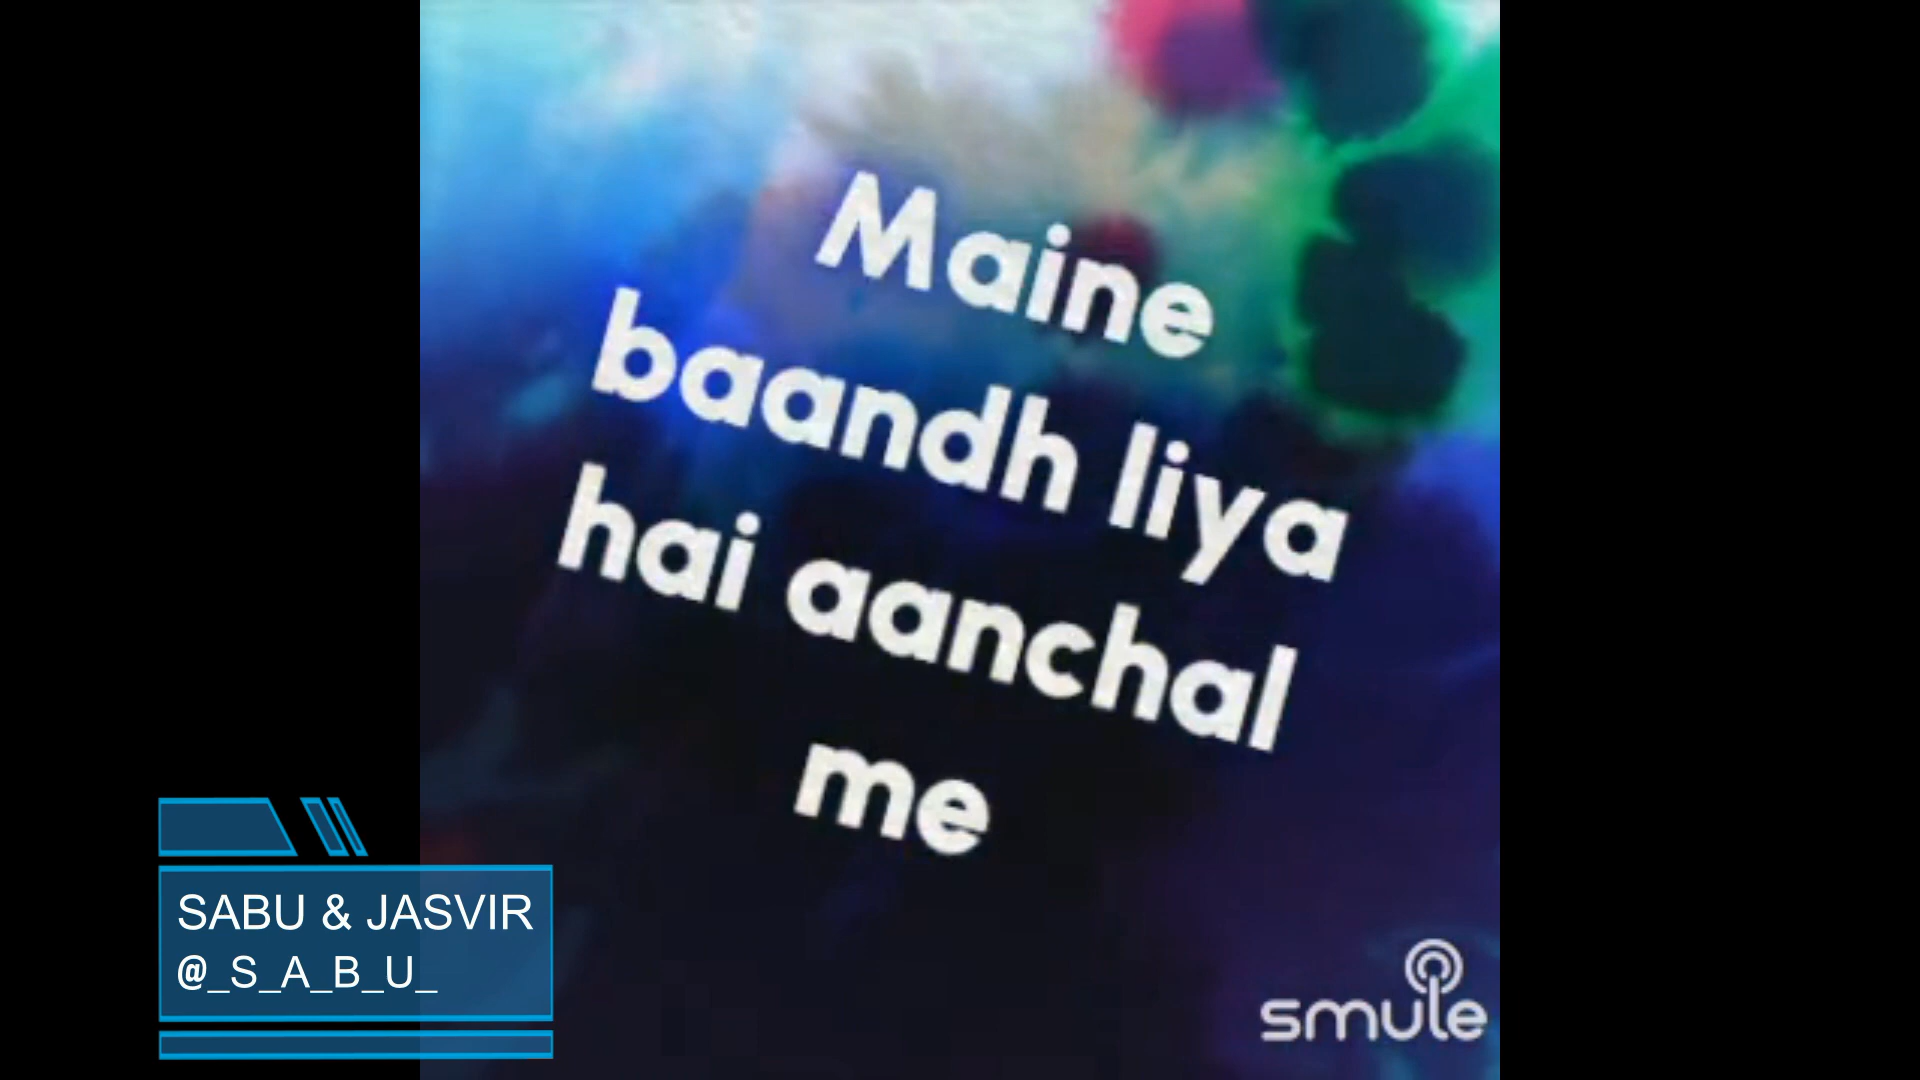 Maine
baandh liya
hai aanchal
me
SABU & JASVIR
@_S_A_B_U_
smule